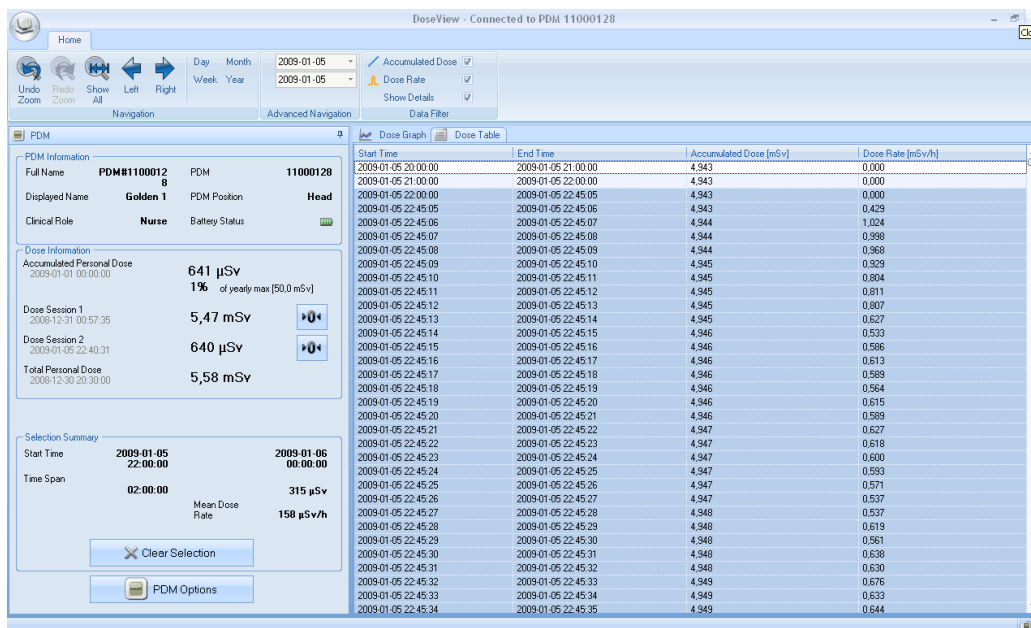 DoseView - Connected to PDM 11000128
Clo
Home
Undo Zoom
Redo Zoom
Show All
Left
Right
Day Month
Week Year
Navigation
2009-01-05
2009-01-05
Advanced Navigation
Accumulated Dose
Dose Rate
Show Details
Data Filter
PDM
PDM Information
Full Name PDM#1100012
8
PDM 11000128
Displayed Name Golden 1 PDM Position Head
Clinical Role Nurse Battery Status
Dose Information
Accumulated Personal Dose
2009-01-01 00:00:00
641 µSv
1% of yearly max (50,0 mSv)
Dose Session 1
2008-12-31 00:57:35
5,47 mSv
▸0◂
Dose Session 2
2009-01-05 22:40:31
640 µSv
▸0◂
Total Personal Dose
2008-12-30 20:30:00
5,58 mSv
Selection Summary
Start Time 2009-01-05 2009-01-06
22:00:00 00:00:00
Time Span
02:00:00 315 µSv
Mean Dose
Rate 158 µSv/h
Clear Selection
PDM Options
Dose Graph Dose Table
Start Time End Time Accumulated Dose [mSv] Dose Rate [mSv/h]
2009-01-05 20:00:00 2009-01-05 21:00:00 4,943 0,000
2009-01-05 21:00:00 2009-01-05 22:00:00 4,943 0,000
2009-01-05 22:00:00 2009-01-05 22:45:05 4,943 0,000
2009-01-05 22:45:05 2009-01-05 22:45:06 4,943 0,429
2009-01-05 22:45:06 2009-01-05 22:45:07 4,944 1,024
2009-01-05 22:45:07 2009-01-05 22:45:08 4,944 0,998
2009-01-05 22:45:08 2009-01-05 22:45:09 4,944 0,968
2009-01-05 22:45:09 2009-01-05 22:45:10 4,945 0,929
2009-01-05 22:45:10 2009-01-05 22:45:11 4,945 0,804
2009-01-05 22:45:11 2009-01-05 22:45:12 4,945 0,811
2009-01-05 22:45:12 2009-01-05 22:45:13 4,945 0,807
2009-01-05 22:45:13 2009-01-05 22:45:14 4,945 0,627
2009-01-05 22:45:14 2009-01-05 22:45:15 4,946 0,533
2009-01-05 22:45:15 2009-01-05 22:45:16 4,946 0,586
2009-01-05 22:45:16 2009-01-05 22:45:17 4,946 0,613
2009-01-05 22:45:17 2009-01-05 22:45:18 4,946 0,589
2009-01-05 22:45:18 2009-01-05 22:45:19 4,946 0,564
2009-01-05 22:45:19 2009-01-05 22:45:20 4,946 0,615
2009-01-05 22:45:20 2009-01-05 22:45:21 4,946 0,589
2009-01-05 22:45:21 2009-01-05 22:45:22 4,947 0,627
2009-01-05 22:45:22 2009-01-05 22:45:23 4,947 0,618
2009-01-05 22:45:23 2009-01-05 22:45:24 4,947 0,600
2009-01-05 22:45:24 2009-01-05 22:45:25 4,947 0,593
2009-01-05 22:45:25 2009-01-05 22:45:26 4,947 0,571
2009-01-05 22:45:26 2009-01-05 22:45:27 4,947 0,537
2009-01-05 22:45:27 2009-01-05 22:45:28 4,948 0,537
2009-01-05 22:45:28 2009-01-05 22:45:29 4,948 0,619
2009-01-05 22:45:29 2009-01-05 22:45:30 4,948 0,561
2009-01-05 22:45:30 2009-01-05 22:45:31 4,948 0,638
2009-01-05 22:45:31 2009-01-05 22:45:32 4,948 0,630
2009-01-05 22:45:32 2009-01-05 22:45:33 4,949 0,676
2009-01-05 22:45:33 2009-01-05 22:45:34 4,949 0,633
2009-01-05 22:45:34 2009-01-05 22:45:35 4,949 0,644